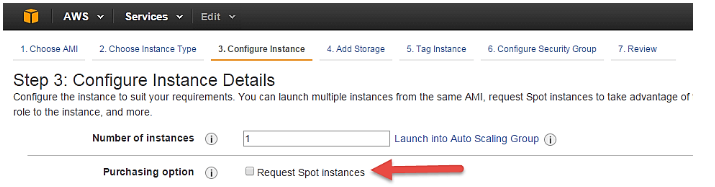 AWS Services Edit
1. Choose AMI 2. Choose Instance Type 3. Configure Instance 4. Add Storage 5. Tag Instance 6. Configure Security Group 7. Review
Step 3: Configure Instance Details
Configure the instance to suit your requirements. You can launch multiple instances from the same AMI, request Spot instances to take advantage of
role to the instance, and more.
Number of instances i 1 Launch into Auto Scaling Group i
Purchasing option i Request Spot instances